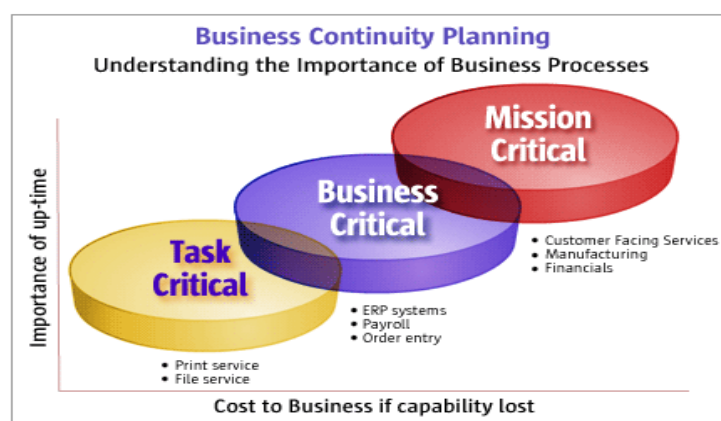 Business Continuity Planning
Understanding the Importance of Business Processes
Importance of up-time
Mission
Critical
• Customer Facing Services
• Manufacturing
• Financials
Business
Critical
• ERP systems
• Payroll
• Order entry
Task
Critical
• Print service
• File service
Cost to Business if capability lost